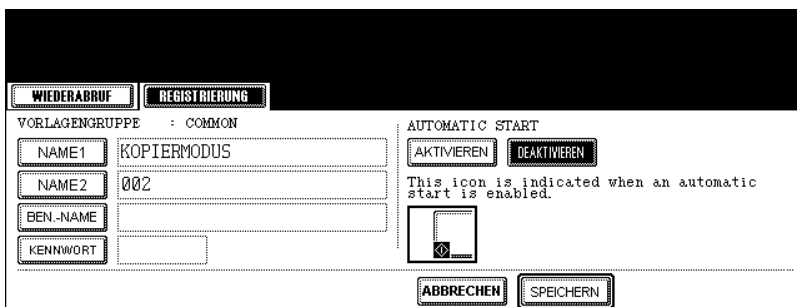 WIEDERABRUF REGISTRIERUNG
VORLAGENGRUPPE : COMMON
NAME1 KOPIERMODUS
NAME2 002
BEN.-NAME
KENNWORT
AUTOMATIC START
AKTIVIEREN DEAKTIVIEREN
This icon is indicated when an automatic
start is enabled.
ABBRECHEN SPEICHERN